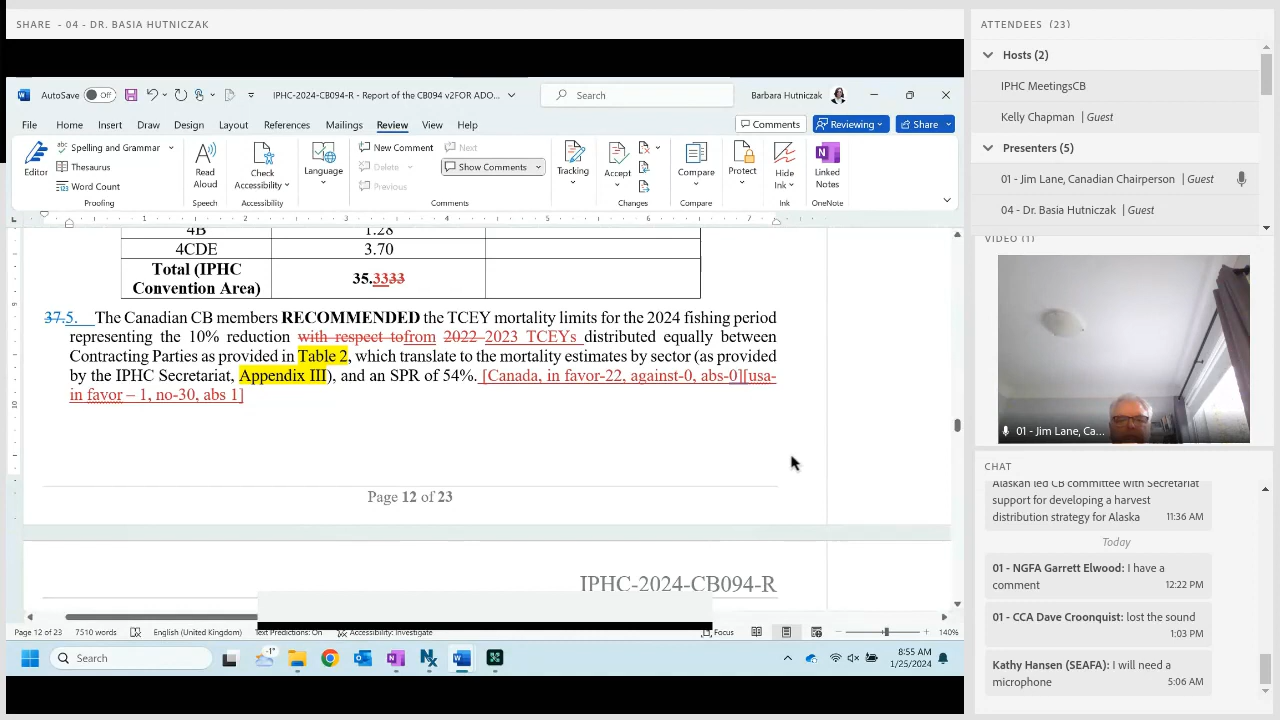 SHARE - 04 - DR. BASIA HUTNICZAK
AutoSave Off
IPHC-2024-CB094-R - Report of the CB094 v2FOR ADO...
Search
Barbara Hutniczak
File Home Insert Draw Design Layout References Mailings Review View Help
Comments Reviewing Share
Editor
Spelling and Grammar
Thesaurus
Word Count
Proofing
Read Aloud
Speech
Check Accessibility
Accessibility
Language
New Comment
Delete
Previous
Next
Show Comments
Comments
Tracking
Accept
Changes
Compare
Compare
Protect
Hide Ink
Ink
Linked Notes
OneNote
1 2 3 4 5 6 7
4B 1.28
4CDE 3.70
Total (IPHC
Convention Area) 35.3333
37.5. The Canadian CB members RECOMMENDED the TCEY mortality limits for the 2024 fishing period
representing the 10% reduction with respect tofrom 2022 2023 TCEYs distributed equally between
Contracting Parties as provided in Table 2, which translate to the mortality estimates by sector (as provided
by the IPHC Secretariat, Appendix III), and an SPR of 54%. [Canada, in favor-22, against-0, abs-0][usa-
in favor – 1, no-30, abs 1]
Page 12 of 23
IPHC-2024-CB094-R
Page 12 of 23 7510 words English (United Kingdom) Text Predictions: On Accessibility: Investigate Focus 140%
Search
-1°
8:55 AM
1/25/2024
ATTENDEES (23)
Hosts (2)
IPHC MeetingsCB
Kelly Chapman | Guest
Presenters (5)
01 - Jim Lane, Canadian Chairperson | Guest
04 - Dr. Basia Hutniczak | Guest
VIDEO (1)
01 - Jim Lane, Ca...
CHAT
Alaskan led CB committee with Secretariat
support for developing a harvest
distribution strategy for Alaska 11:36 AM
Today
01 - NGFA Garrett Elwood: I have a
comment 12:22 PM
01 - CCA Dave Croonquist: lost the sound
1:03 PM
Kathy Hansen (SEAFA): I will need a
microphone 5:06 AM